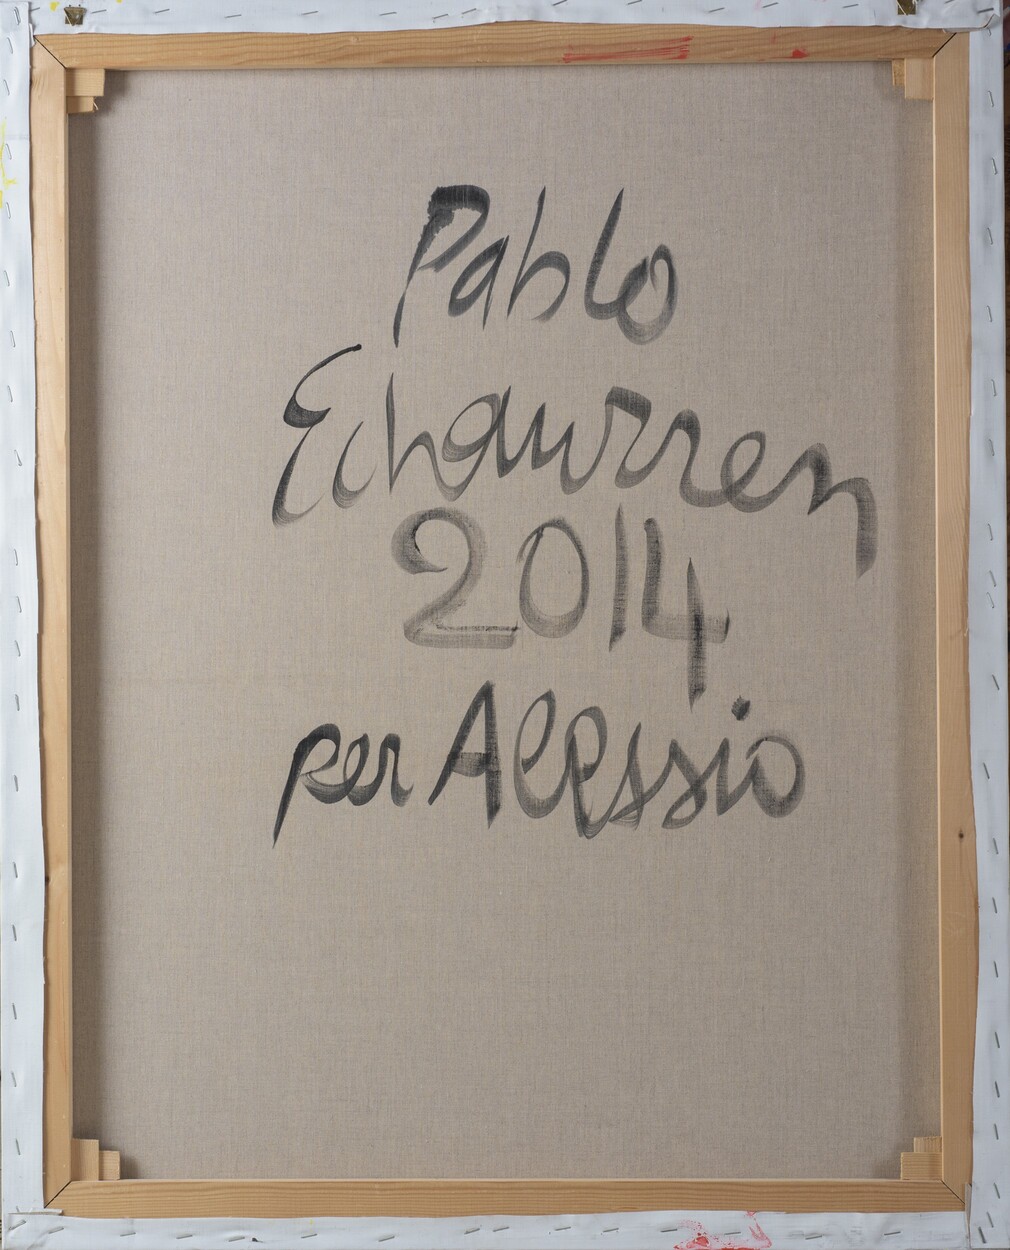 Pablo
Echaurren
2014
per Alessio